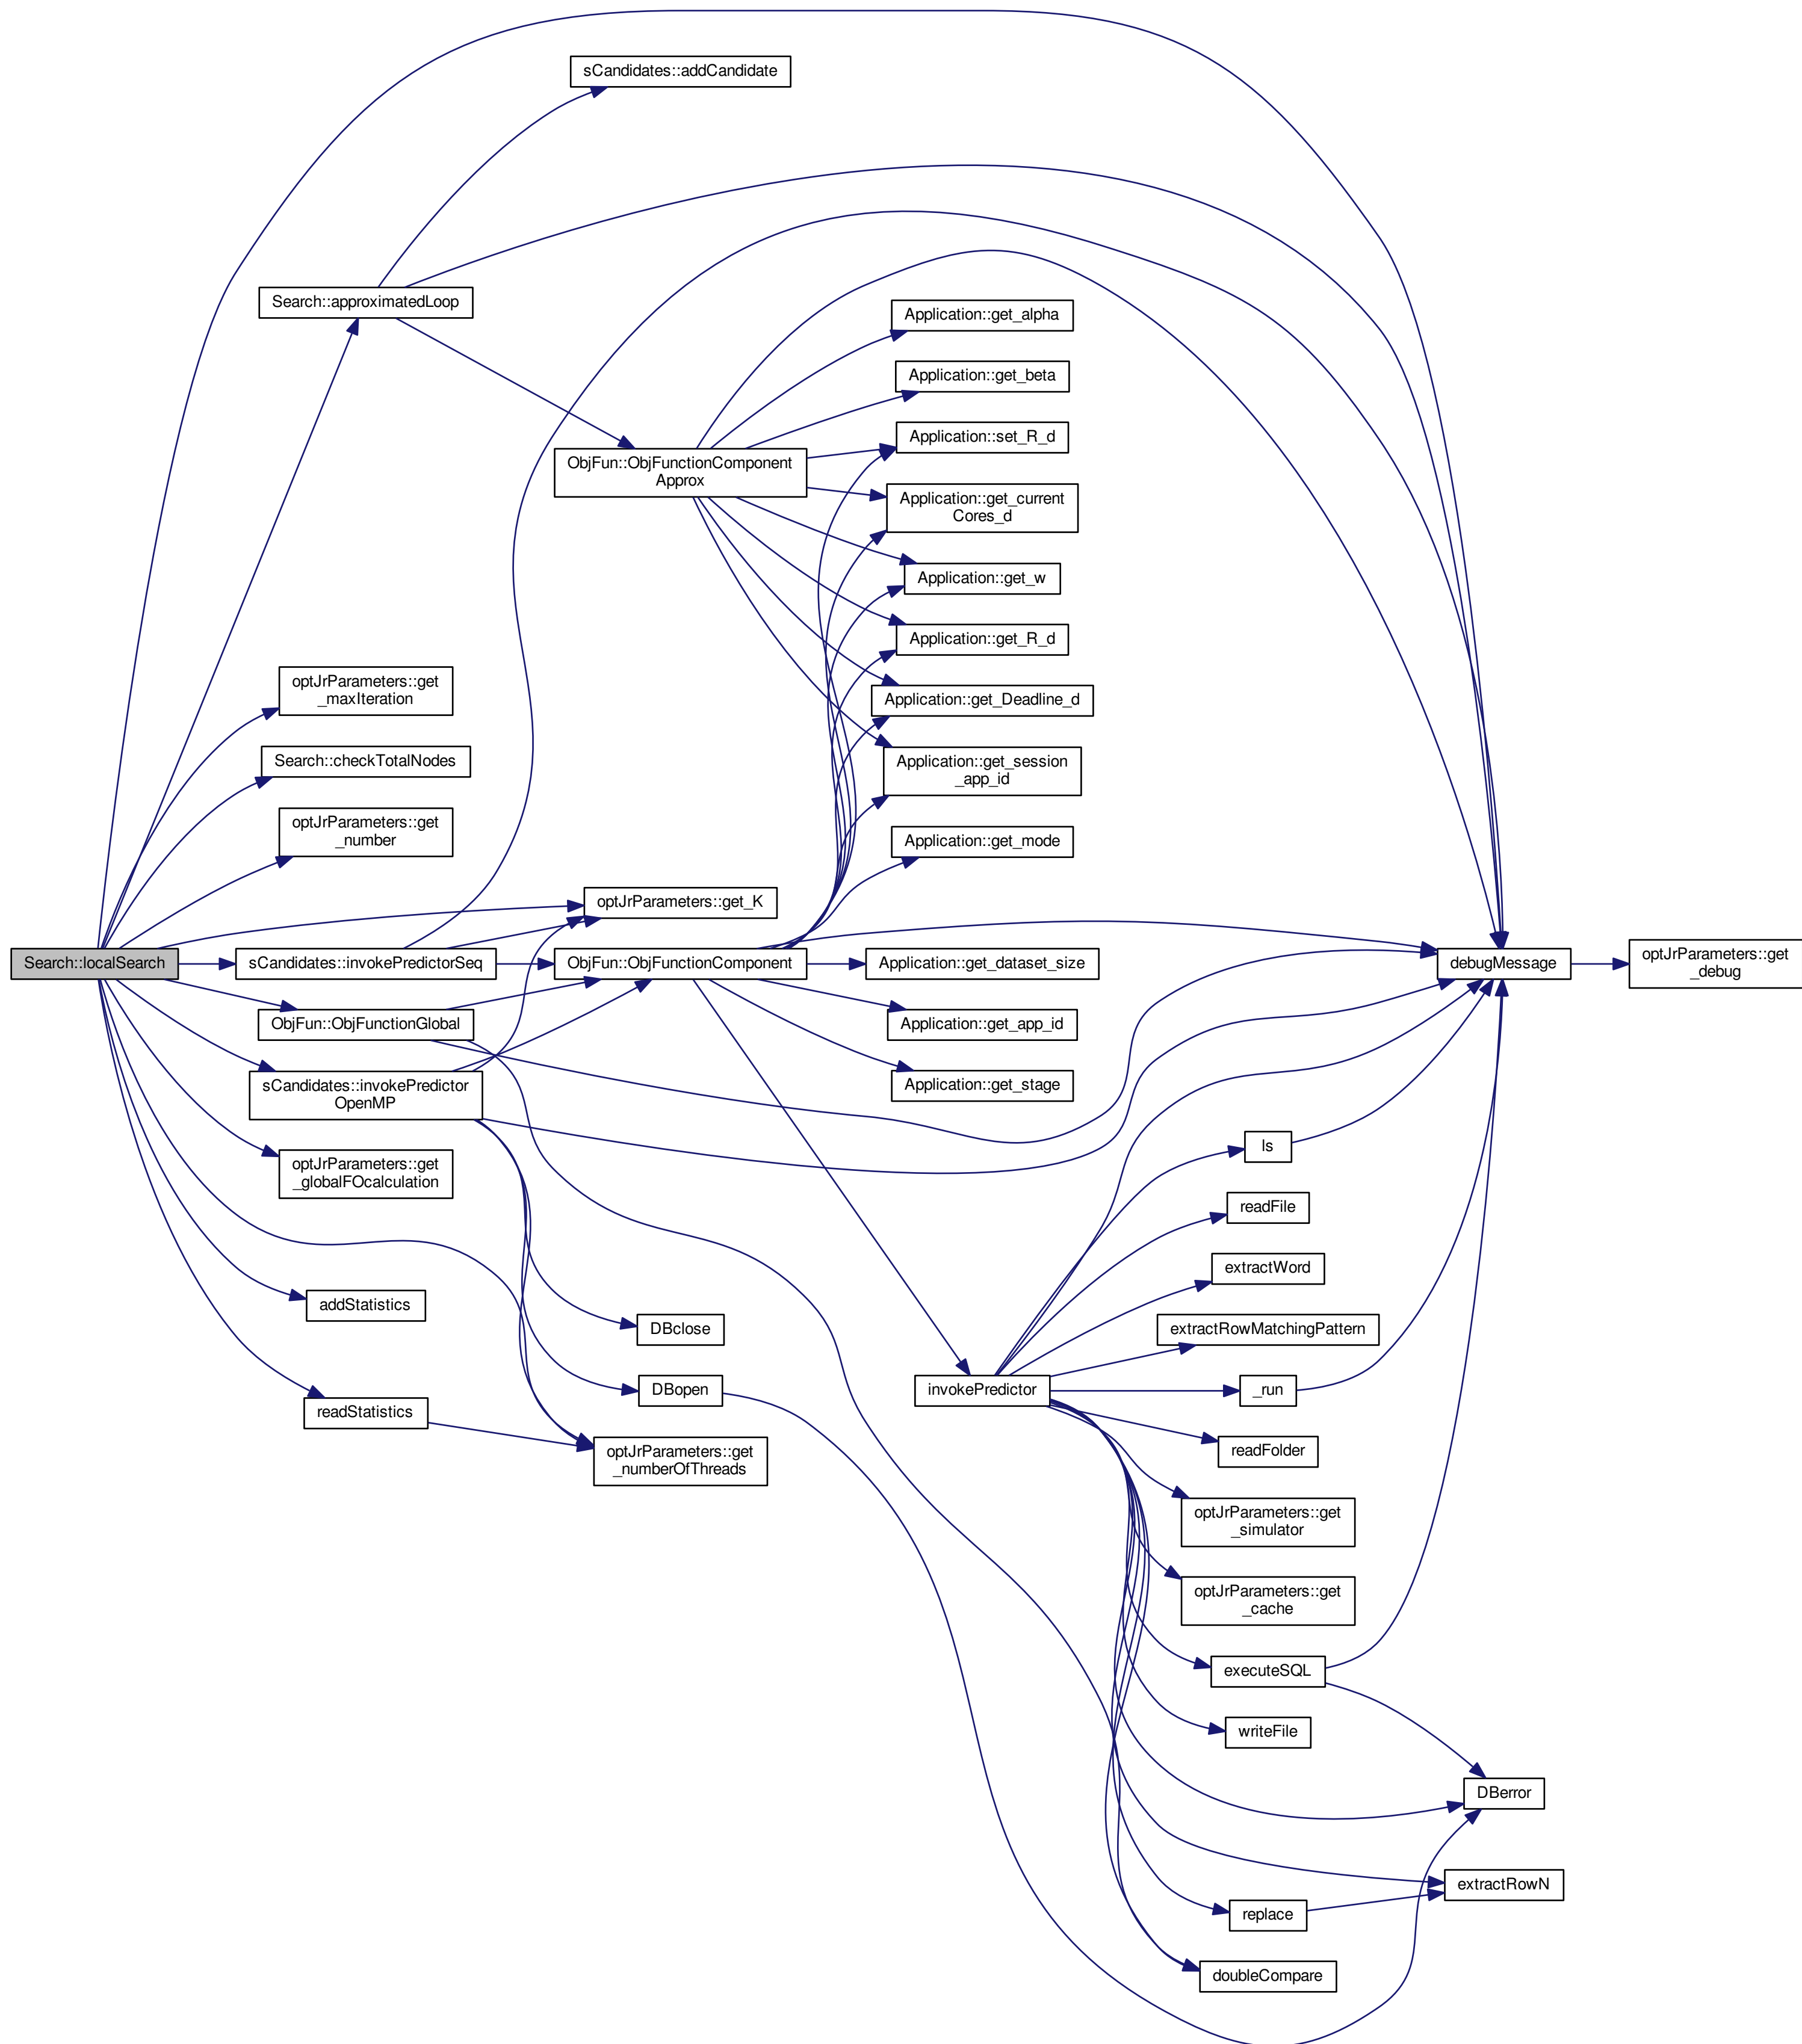 sCandidates::addCandidate
Search::approximatedLoop
Application::get_alpha
Application::get_beta
Application::set_R_d
ObjFun::ObjFunctionComponent
Approx
Application::get_current
Cores_d
Application::get_w
Application::get_R_d
optJrParameters::get
_maxIteration
Application::get_Deadline_d
Search::checkTotalNodes
Application::get_session
_app_id
optJrParameters::get
_number
Application::get_mode
optJrParameters::get_K
Search::localSearch
sCandidates::invokePredictorSeq
ObjFun::ObjFunctionComponent
Application::get_dataset_size
debugMessage
optJrParameters::get
_debug
ObjFun::ObjFunctionGlobal
Application::get_app_id
sCandidates::invokePredictor
OpenMP
Application::get_stage
ls
optJrParameters::get
_globalFOcalculation
readFile
extractWord
addStatistics
DBclose
extractRowMatchingPattern
invokePredictor
DBopen
_run
readStatistics
optJrParameters::get
_numberOfThreads
readFolder
optJrParameters::get
_simulator
optJrParameters::get
_cache
executeSQL
writeFile
DBerror
extractRowN
replace
doubleCompare